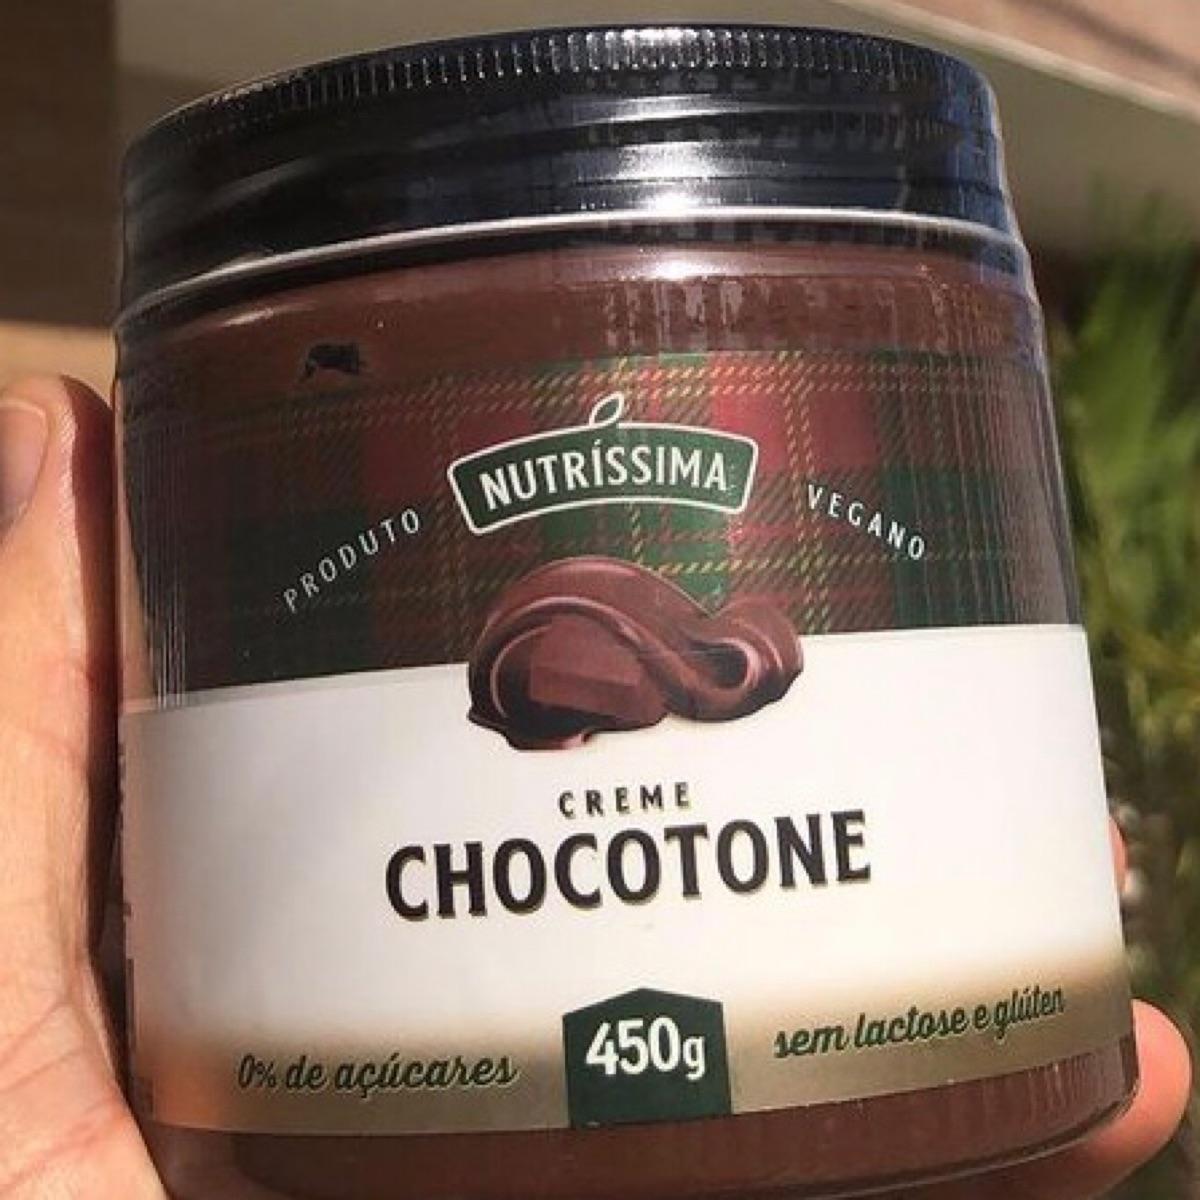 NUTRÍSSIMA
PRODUTO VEGANO
CREME
CHOCOTONE
450g
0% de açúcares
sem lactose e glúten